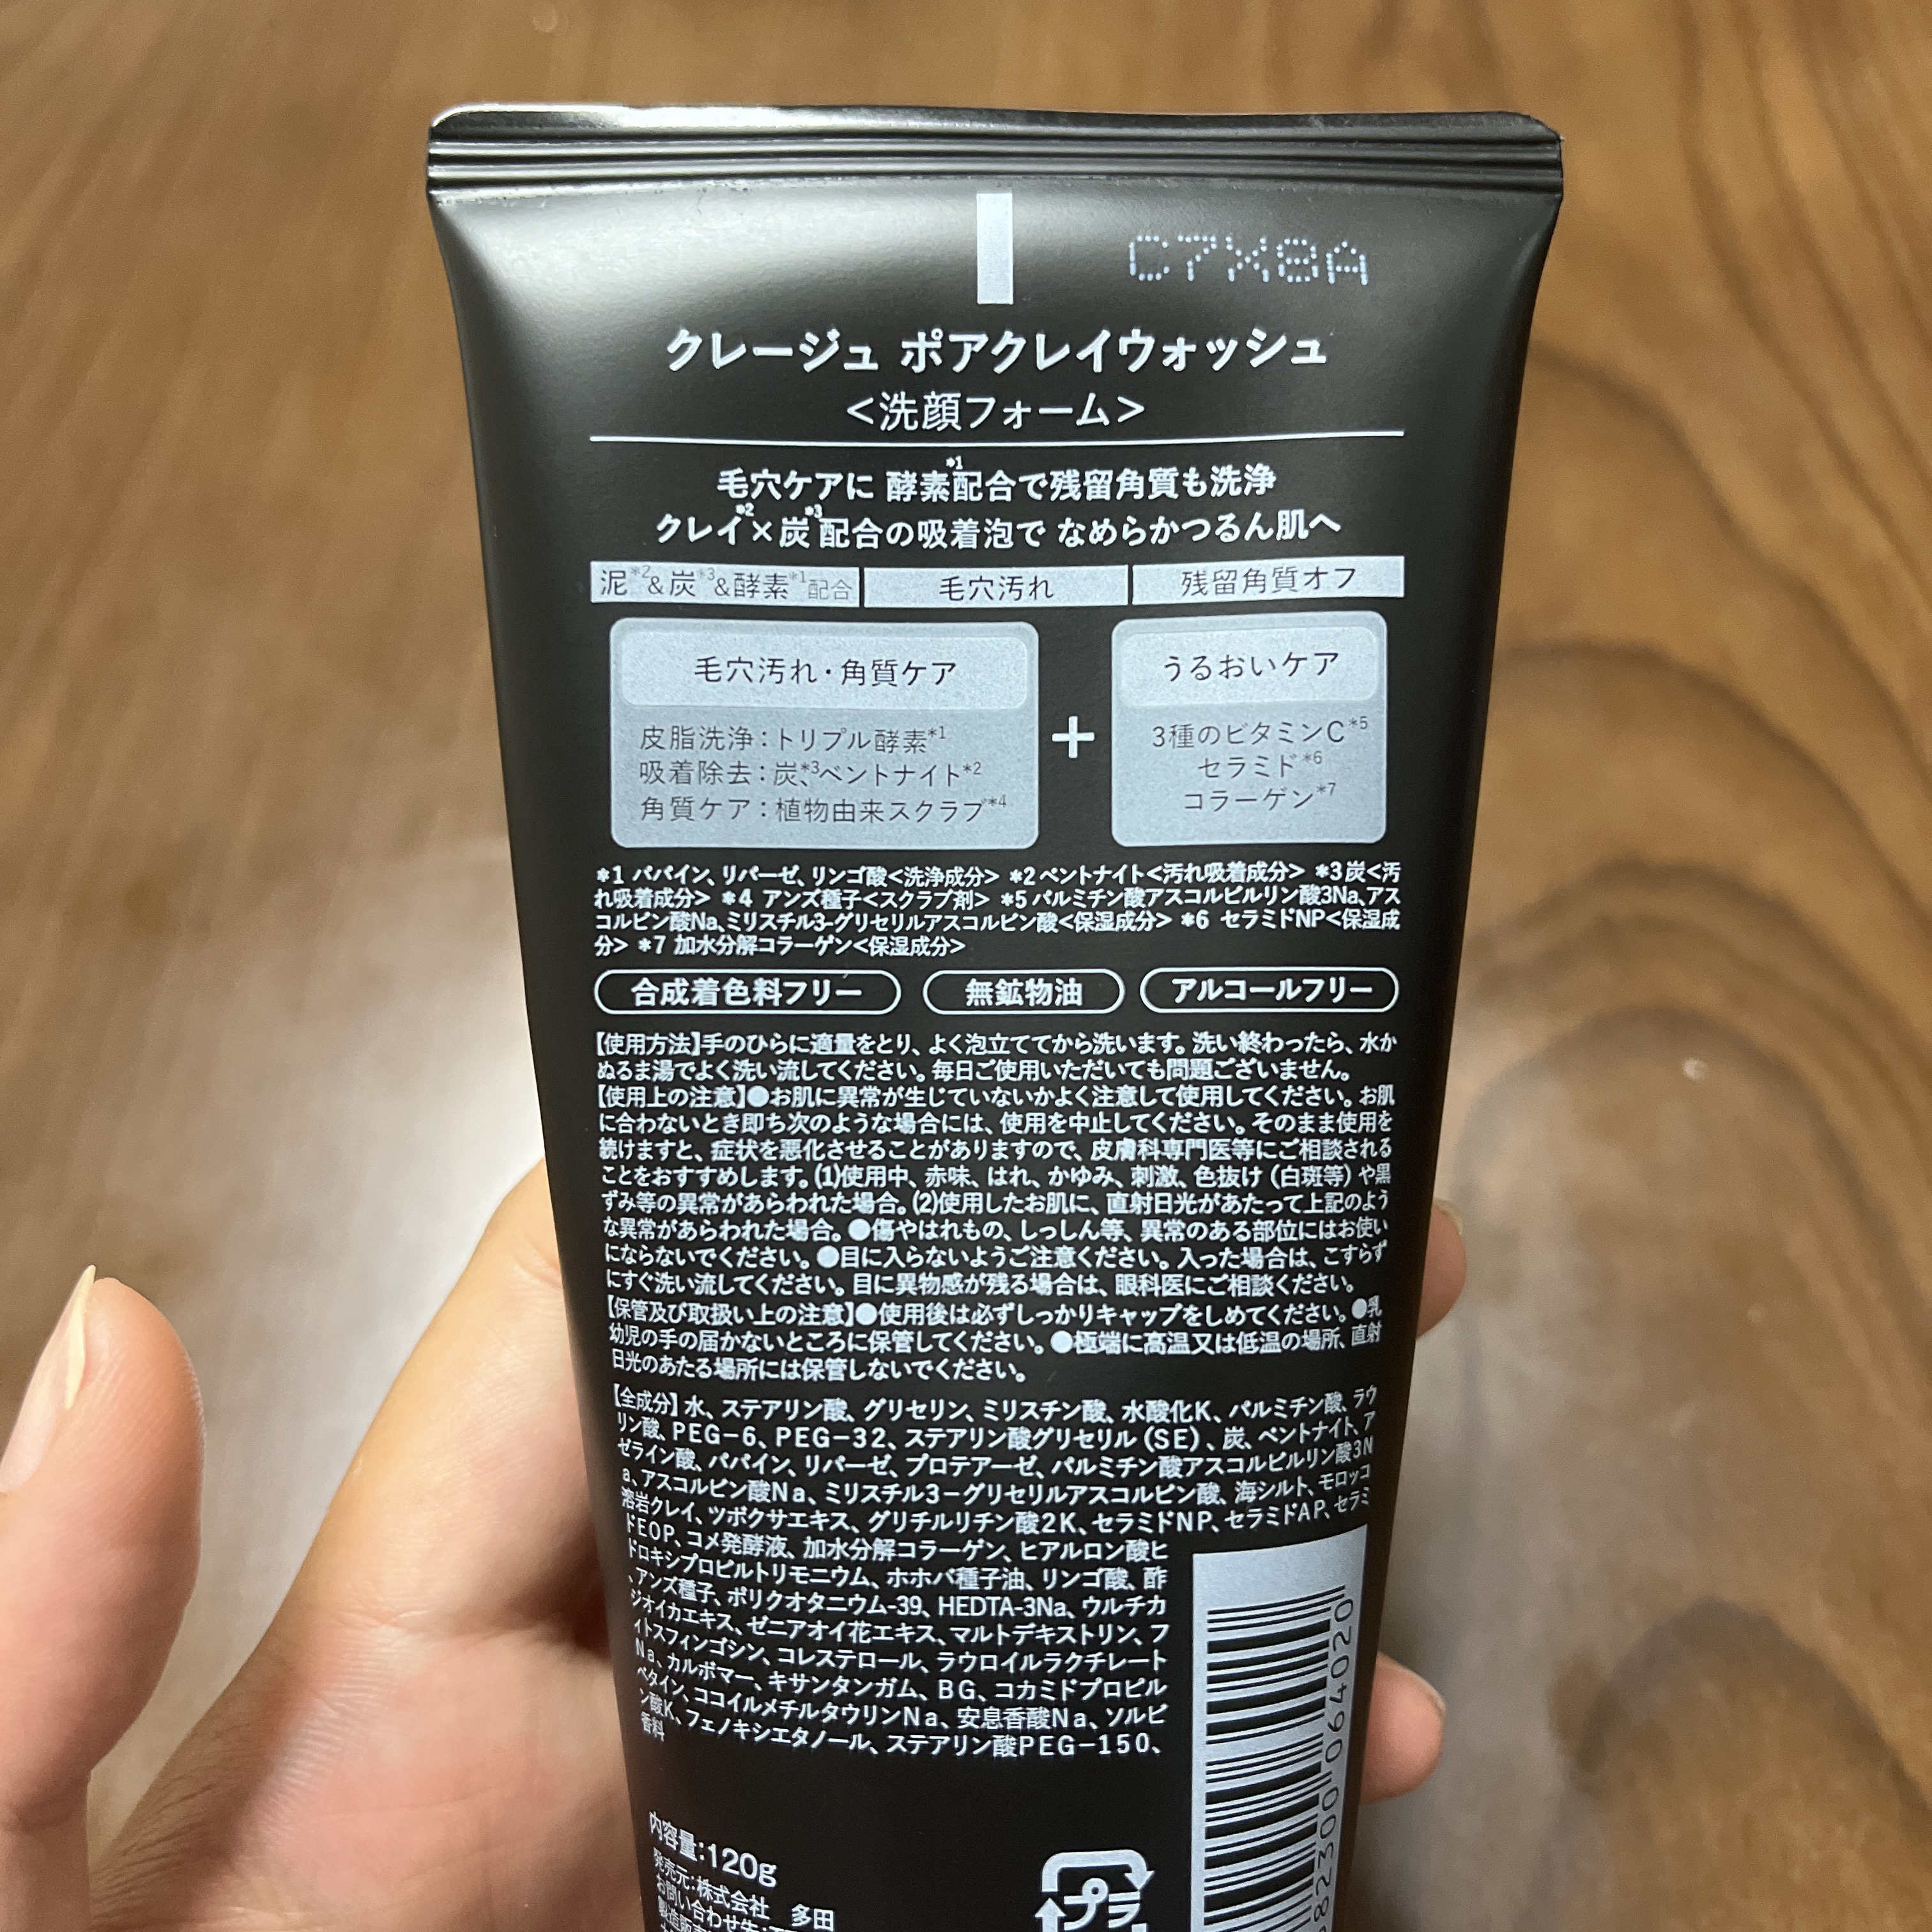 C7X8A
クレージュ ポアクレイウォッシュ
<洗顔フォーム>
毛穴ケアに 酵素*1配合で残留角質も洗浄
クレイ*2×炭*3配合の吸着泡で なめらかつるん肌へ
泥*2&炭*3&酵素*1配合 毛穴汚れ 残留角質オフ
毛穴汚れ・角質ケア
皮脂洗浄:トリプル酵素*1
吸着除去:炭*3、ベントナイト*2
角質ケア:植物由来スクラブ*4
+
うるおいケア
3種のビタミンC*5
セラミド*6
コラーゲン*7
*1 パパイン、リパーゼ、リンゴ酸<洗浄成分> *2 ベントナイト<汚れ吸着成分> *3 炭<汚
れ吸着成分> *4 アンズ種子<スクラブ剤> *5 パルミチン酸アスコルビルリン酸3Na、アス
コルビン酸Na、ミリスチル3-グリセリルアスコルビン酸<保湿成分> *6 セラミドNP<保湿成
分> *7 加水分解コラーゲン<保湿成分>
合成着色料フリー 無鉱物油 アルコールフリー
【使用方法】手のひらに適量をとり、よく泡立ててから洗います。洗い終わったら、水か
ぬるま湯でよく洗い流してください。毎日ご使用いただいても問題ございません。
【使用上の注意】●お肌に異常が生じていないかよく注意して使用してください。お肌
に合わないとき即ち次のような場合には、使用を中止してください。そのまま使用を
続けますと、症状を悪化させることがありますので、皮膚科専門医等にご相談される
ことをおすすめします。(1)使用中、赤味、はれ、かゆみ、刺激、色抜け(白斑等)や黒
ずみ等の異常があらわれた場合。(2)使用したお肌に、直射日光があたって上記のよう
な異常があらわれた場合。●傷やはれもの、しっしん等、異常のある部位にはお使い
にならないでください。●目に入らないようご注意ください。入った場合は、こすらず
にすぐ洗い流してください。目に異物感が残る場合は、眼科医にご相談ください。
【保管及び取扱い上の注意】●使用後は必ずしっかりキャップをしめてください。●乳
幼児の手の届かないところに保管してください。●極端に高温又は低温の場所、直射
日光のあたる場所には保管しないでください。
【全成分】水、ステアリン酸、グリセリン、ミリスチン酸、水酸化K、パルミチン酸、ラウ
リン酸、PEG-6、PEG-32、ステアリン酸グリセリル(SE)、炭、ベントナイト、ア
ゼライン酸、パパイン、リパーゼ、プロテアーゼ、パルミチン酸アスコルビルリン酸3N
a、アスコルビン酸Na、ミリスチル3-グリセリルアスコルビン酸、海シルト、モロッコ
溶岩クレイ、ツボクサエキス、グリチルリチン酸2K、セラミドNP、セラミドAP、セラミ
ドEOP、コメ発酵液、加水分解コラーゲン、ヒアルロン酸ヒ
ドロキシプロピルトリモニウム、ホホバ種子油、リンゴ酸、酢
、アンズ種子、ポリクオタニウム-39、HEDTA-3Na、ウルチカ
ジオイカエキス、ゼニアオイ花エキス、マルトデキストリン、フ
ィトスフィンゴシン、コレステロール、ラウロイルラクチレート
Na、カルボマー、キサンタンガム、BG、コカミドプロピル
ベタイン、ココイルメチルタウリンNa、安息香酸Na、ソルビ
ン酸K、フェノキシエタノール、ステアリン酸PEG-150、
香料
内容量:120g
発売元:株式会社 多田
お問い合わせ先:
製造販売
プラ
82300 064020